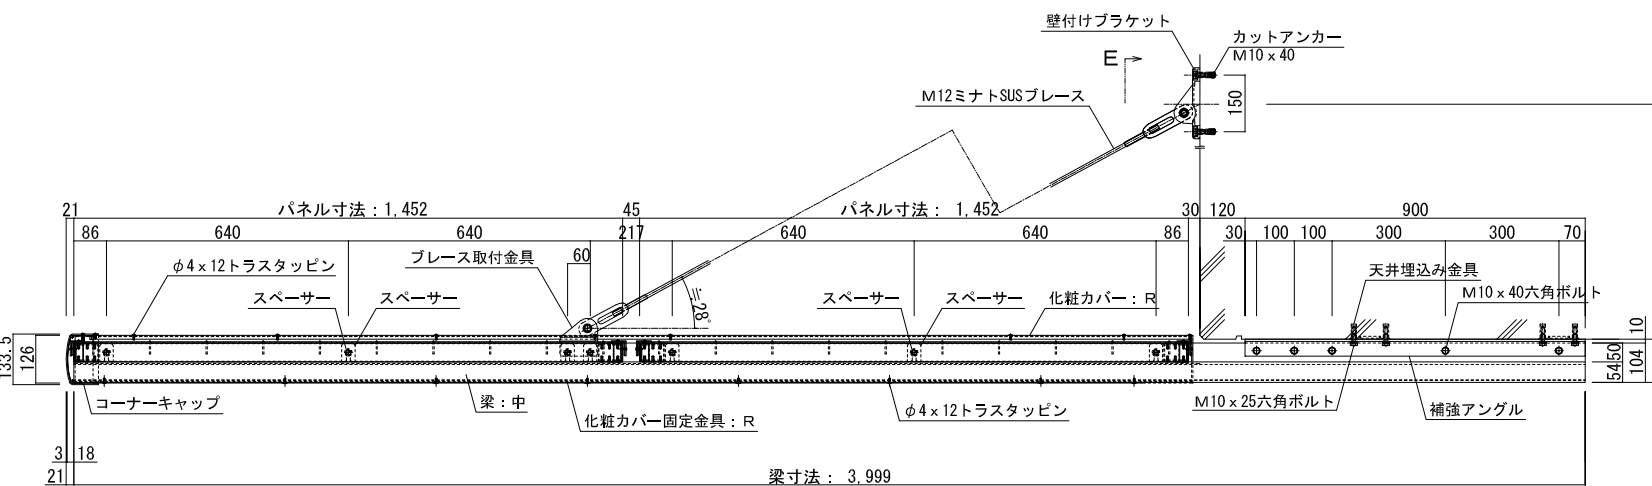 壁付けブラケット
カットアンカー
M10 x 40
E
M12ミナトSUSブレース
150
21
パネル寸法：1,452
45
パネル寸法： 1,452
30
120
900
86
640
640
217
640
640
86
30
100
100
300
300
70
ブレース取付金具
60
φ4 x 12トラスタッピン
天井埋込み金具
スペーサー
スペーサー
≒28°
スペーサー
スペーサー
化粧カバー：R
M10 x 40六角ボルト
133.5
126
10
50
54
104
コーナーキャップ
梁：中
化粧カバー固定金具：R
φ4 x 12トラスタッピン
M10 x 25六角ボルト
補強アングル
3
18
21
梁寸法： 3,999